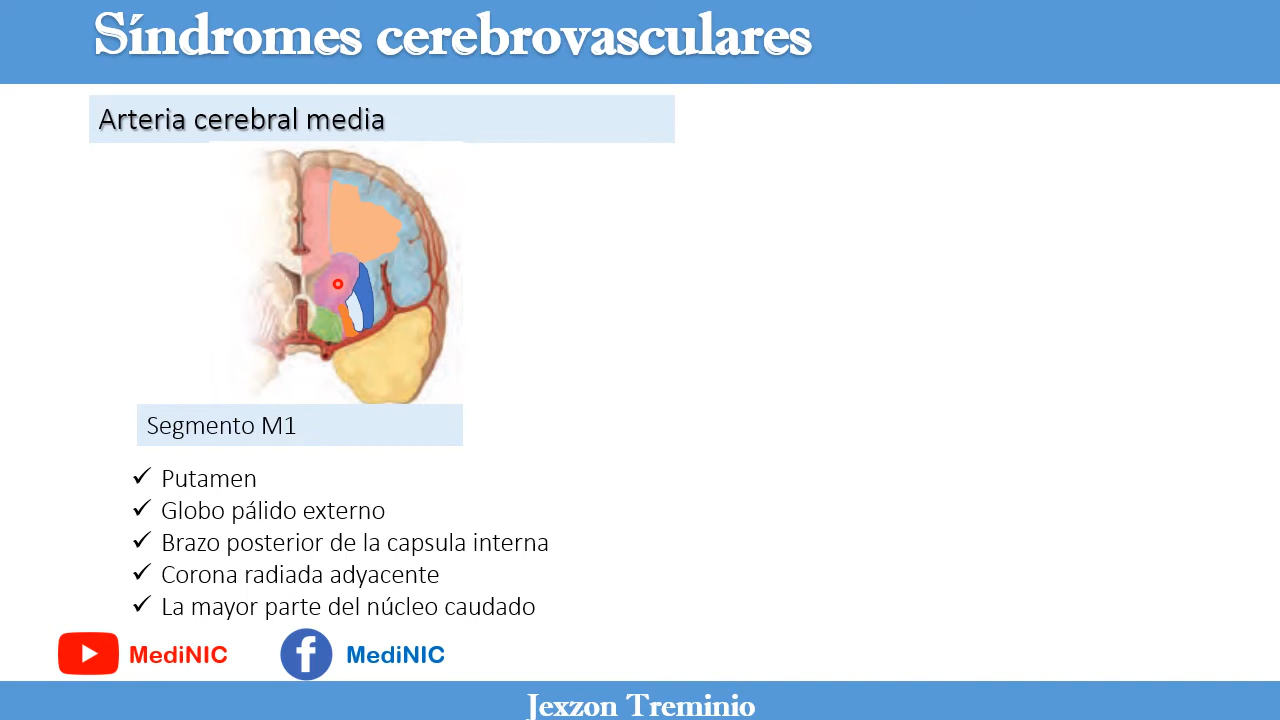 Síndromes cerebrovasculares
Arteria cerebral media
Segmento M1
✓ Putamen
✓ Globo pálido externo
✓ Brazo posterior de la capsula interna
✓ Corona radiada adyacente
✓ La mayor parte del núcleo caudado
MediNIC
f MediNIC
Jexzon Treminio